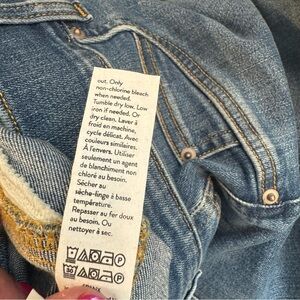 out. Only
non-chlorine bleach
when needed.
Tumble dry low. Low
iron if needed. Or
dry clean. Laver à
froid en machine,
cycle délicat. Avec
couleurs similaires.
À l'envers. Utiliser
seulement un agent
de blanchiment non
chloré au besoin.
Sécher au
sèche-linge à basse
température.
Repasser au fer doux
au besoin. Ou
nettoyer à sec.